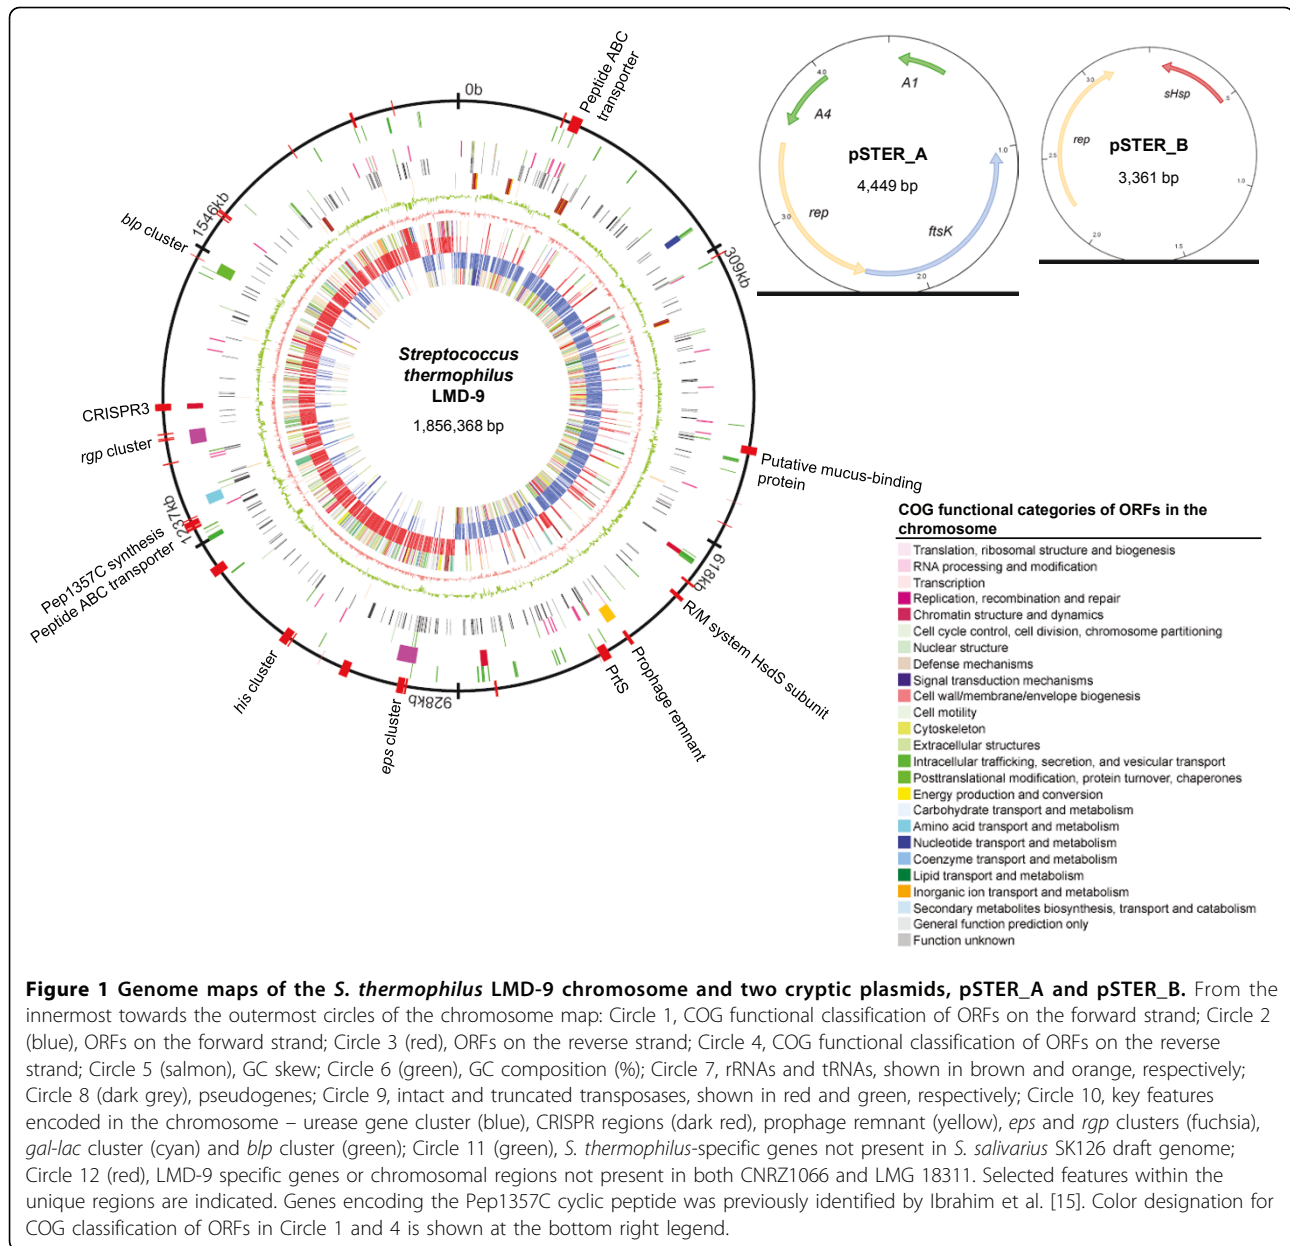 0b
Peptide ABC
transporter
309kb
Putative mucus-binding
protein
618kb
R/M system HsdS subunit
Prophage remnant
PrtS
928kb
eps cluster
his cluster
Peptide ABC transporter
Pep1357C synthesis
1237kb
rgp cluster
CRISPR3
blp cluster
1546kb
Streptococcus
thermophilus
LMD-9
1,856,368 bp
A1
A4
4.0
1.0
pSTER_A
4,449 bp
rep
3.0
ftsK
2.0
3.0
sHsp
.5
rep
pSTER_B
2.5
3,361 bp
1.0
2.0
1.5
COG functional categories of ORFs in the
chromosome
Translation, ribosomal structure and biogenesis
RNA processing and modification
Transcription
Replication, recombination and repair
Chromatin structure and dynamics
Cell cycle control, cell division, chromosome partitioning
Nuclear structure
Defense mechanisms
Signal transduction mechanisms
Cell wall/membrane/envelope biogenesis
Cell motility
Cytoskeleton
Extracellular structures
Intracellular trafficking, secretion, and vesicular transport
Posttranslational modification, protein turnover, chaperones
Energy production and conversion
Carbohydrate transport and metabolism
Amino acid transport and metabolism
Nucleotide transport and metabolism
Coenzyme transport and metabolism
Lipid transport and metabolism
Inorganic ion transport and metabolism
Secondary metabolites biosynthesis, transport and catabolism
General function prediction only
Function unknown
Figure 1 Genome maps of the S. thermophilus LMD-9 chromosome and two cryptic plasmids, pSTER_A and pSTER_B. From the
innermost towards the outermost circles of the chromosome map: Circle 1, COG functional classification of ORFs on the forward strand; Circle 2
(blue), ORFs on the forward strand; Circle 3 (red), ORFs on the reverse strand; Circle 4, COG functional classification of ORFs on the reverse
strand; Circle 5 (salmon), GC skew; Circle 6 (green), GC composition (%); Circle 7, rRNAs and tRNAs, shown in brown and orange, respectively;
Circle 8 (dark grey), pseudogenes; Circle 9, intact and truncated transposases, shown in red and green, respectively; Circle 10, key features
encoded in the chromosome – urease gene cluster (blue), CRISPR regions (dark red), prophage remnant (yellow), eps and rgp clusters (fuchsia),
gal-lac cluster (cyan) and blp cluster (green); Circle 11 (green), S. thermophilus-specific genes not present in S. salivarius SK126 draft genome;
Circle 12 (red), LMD-9 specific genes or chromosomal regions not present in both CNRZ1066 and LMG 18311. Selected features within the
unique regions are indicated. Genes encoding the Pep1357C cyclic peptide was previously identified by Ibrahim et al. [15]. Color designation for
COG classification of ORFs in Circle 1 and 4 is shown at the bottom right legend.